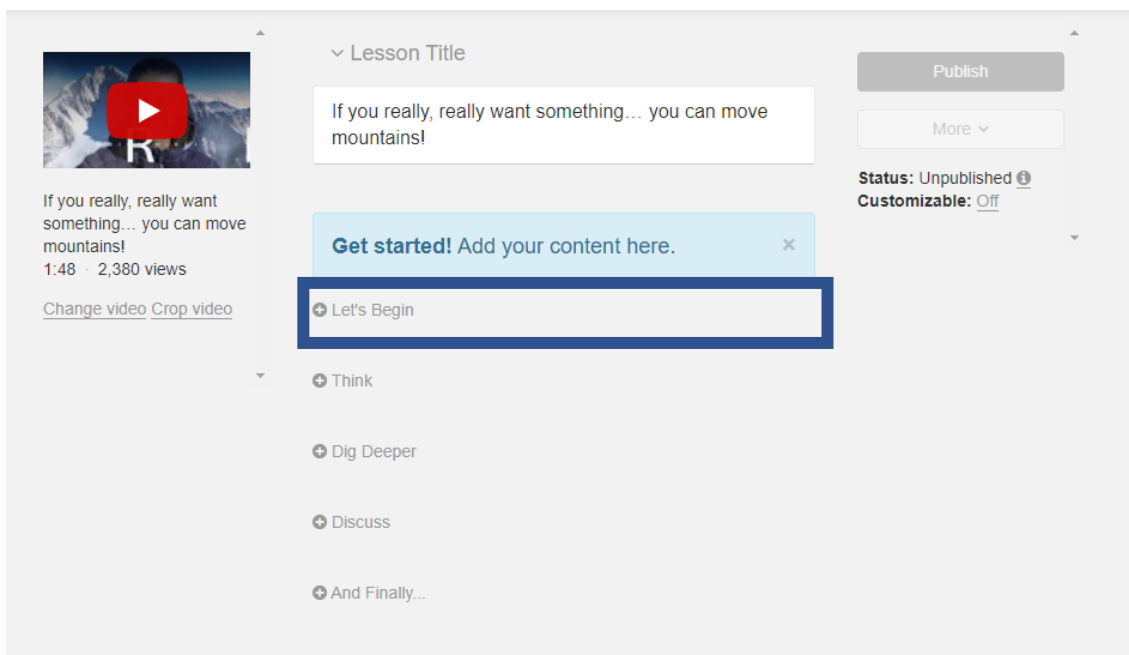 Lesson Title
If you really, really want something… you can move
mountains!
R
If you really, really want
something… you can move
mountains!
1:48 · 2,380 views
Change video Crop video
Get started! Add your content here. ×
Let's Begin
Think
Dig Deeper
Discuss
And Finally...
Publish
More
Status: Unpublished
Customizable: Off